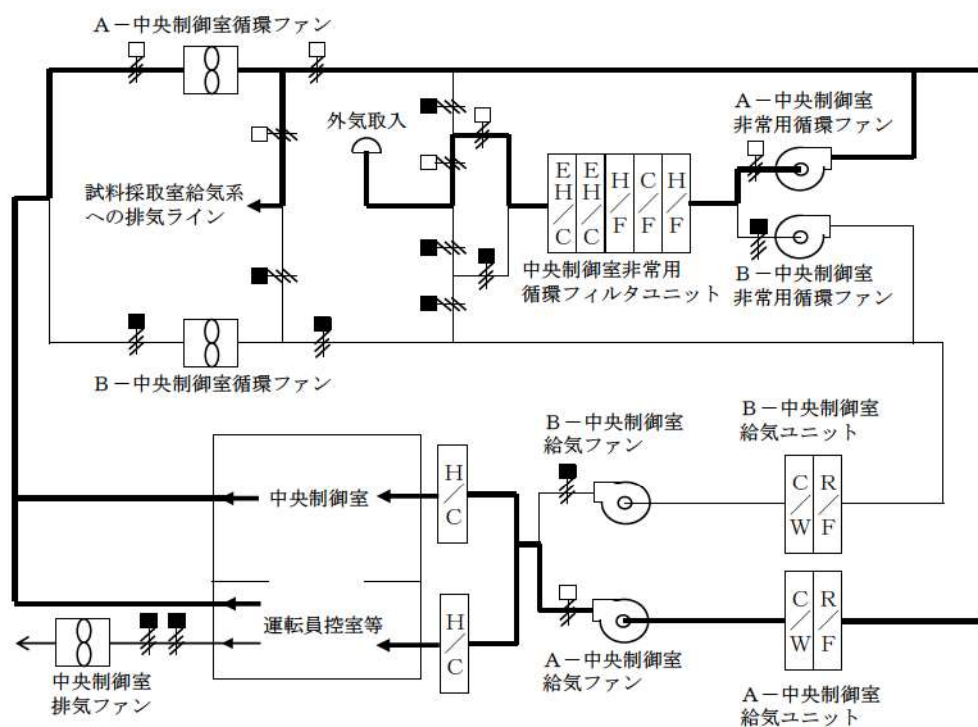 A－中央制御室循環ファン
外気取入
A－中央制御室
非常用循環ファン
試料採取室給気系
への排気ライン
EH/C
EH/C
H/F
C/F
H/F
中央制御室非常用
循環フィルタユニット
B－中央制御室
非常用循環ファン
B－中央制御室循環ファン
B－中央制御室
給気ファン
B－中央制御室
給気ユニット
中央制御室
H/C
C/W
R/F
運転員控室等
H/C
C/W
R/F
中央制御室
排気ファン
A－中央制御室
給気ファン
A－中央制御室
給気ユニット